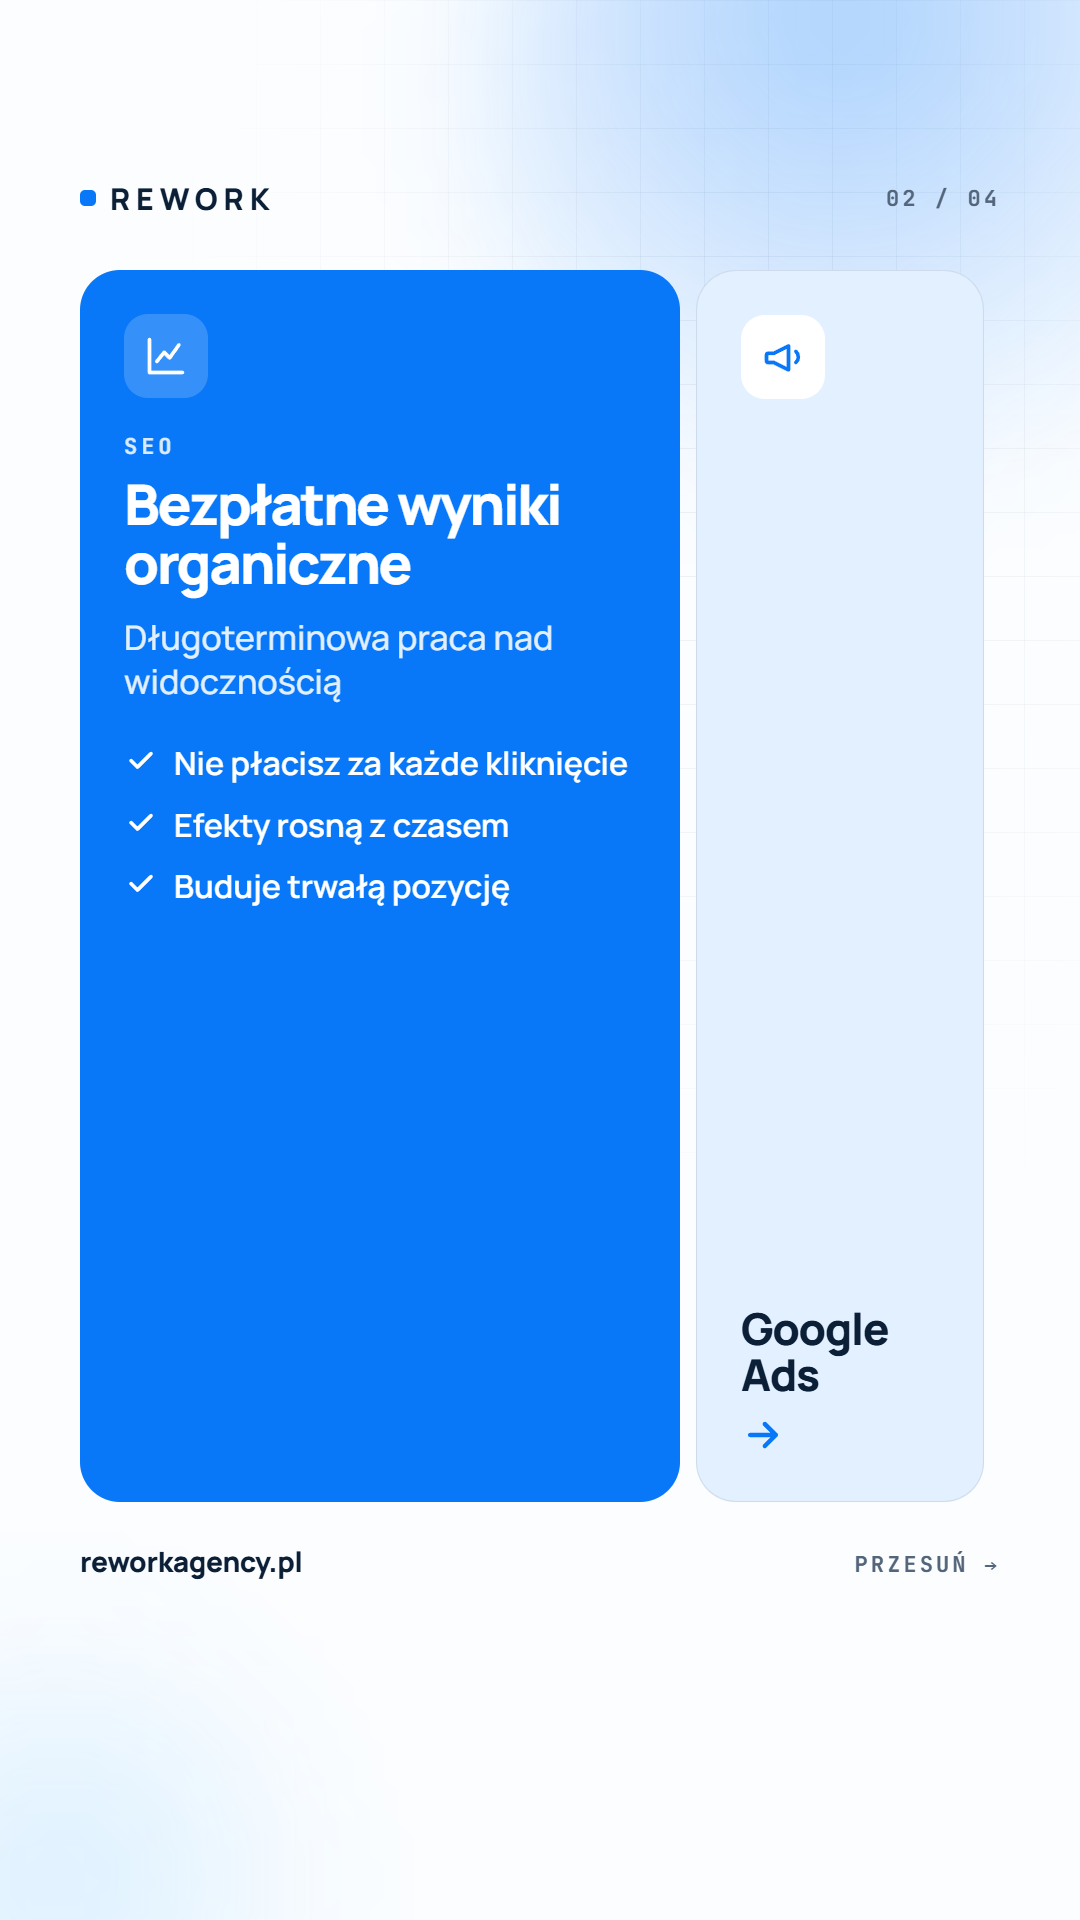 REWORK
02 / 04
SEO
Bezpłatne wyniki
organiczne
Długoterminowa praca nad
widocznością
Nie płacisz za każde kliknięcie
Efekty rosną z czasem
Buduje trwałą pozycję
Google
Ads
→
reworkagency.pl
PRZESUŃ →